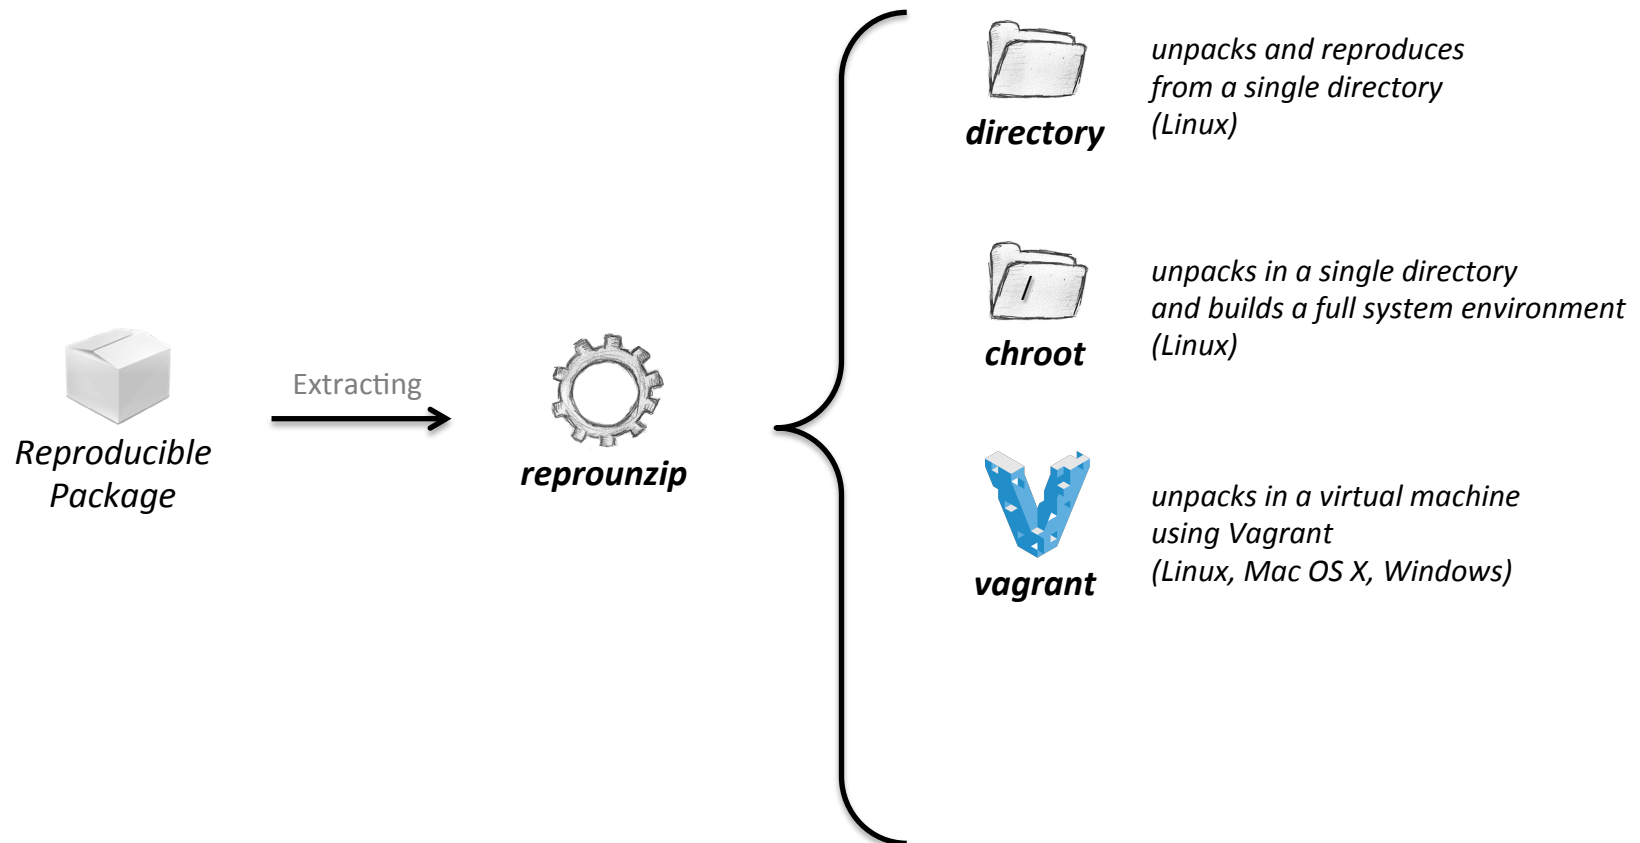 Reproducible
Package
Extracting
reprounzip
directory
unpacks and reproduces
from a single directory
(Linux)
/
chroot
unpacks in a single directory
and builds a full system environment
(Linux)
vagrant
unpacks in a virtual machine
using Vagrant
(Linux, Mac OS X, Windows)